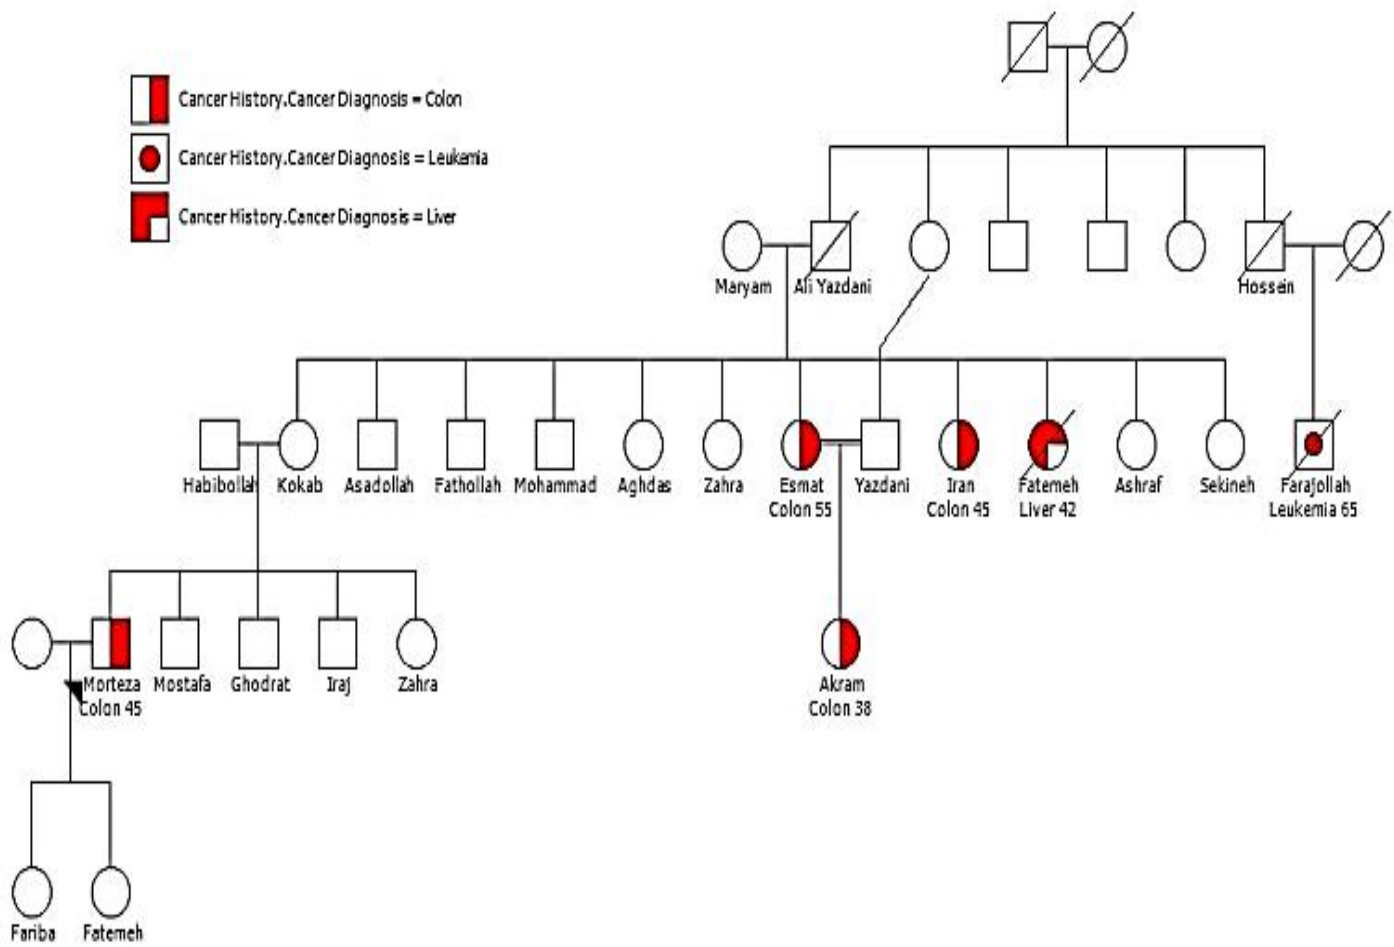 Cancer History.Cancer Diagnosis = Colon
Cancer History.Cancer Diagnosis = Leukemia
Cancer History.Cancer Diagnosis = Liver
Maryam Ali Yazdani Hossein
Habibollah Kokab Asadollah Fathollah Mohammad Aghdas Zahra Esmat Yazdani Iran Fatemeh Ashraf Sekineh Farajollah
Colon 55 Colon 45 Liver 42 Leukemia 65
Morteza Mostafa Ghodrat Iraj Zahra Akram
Colon 45 Colon 38
Fariba Fatemeh